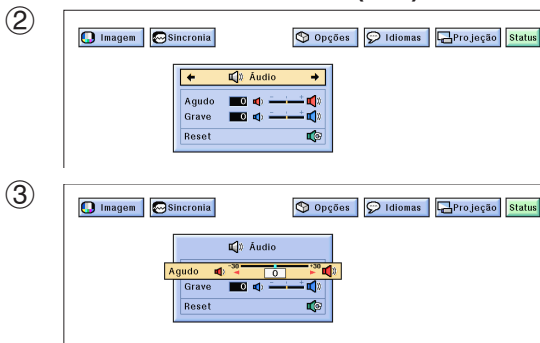 ②
Imagem Sincronia Opções Idiomas Projeção Status
Áudio
Agudo 0 - +
Grave 0 - +
Reset
③
Imagem Sincronia Opções Idiomas Projeção Status
Áudio
-30 +30
Agudo 0
Grave 0 - +
Reset